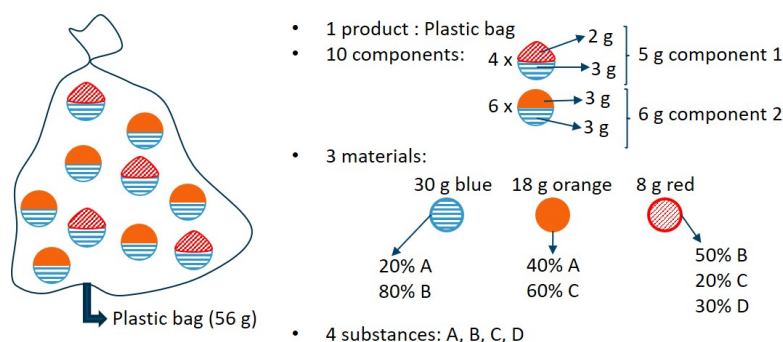 • 1 product : Plastic bag
• 10 components:
4 x
2 g
3 g
5 g component 1
6 x
3 g
3 g
6 g component 2
• 3 materials:
30 g blue
18 g orange
8 g red
20% A
80% B
40% A
60% C
50% B
20% C
30% D
Plastic bag (56 g)
• 4 substances: A, B, C, D